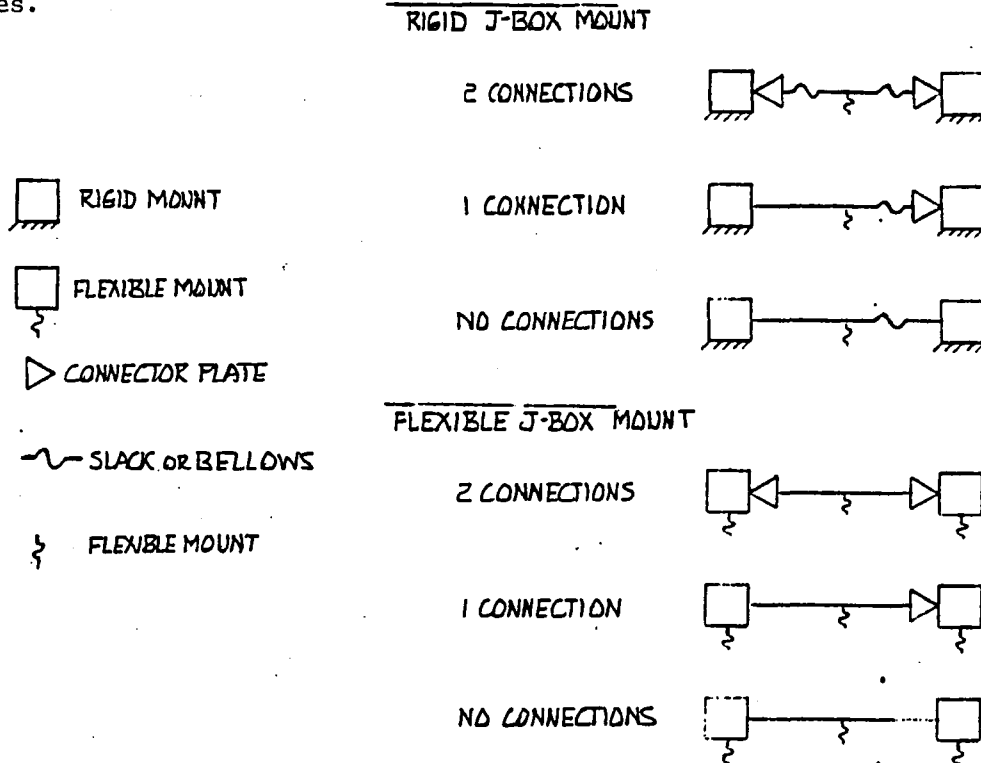 es.
RIGID J-BOX MOUNT
2 CONNECTIONS
1 CONNECTION
NO CONNECTIONS
RIGID MOUNT
FLEXIBLE MOUNT
CONNECTOR PLATE
SLACK OR BELLOWS
FLEXIBLE MOUNT
FLEXIBLE J-BOX MOUNT
2 CONNECTIONS
1 CONNECTION
NO CONNECTIONS